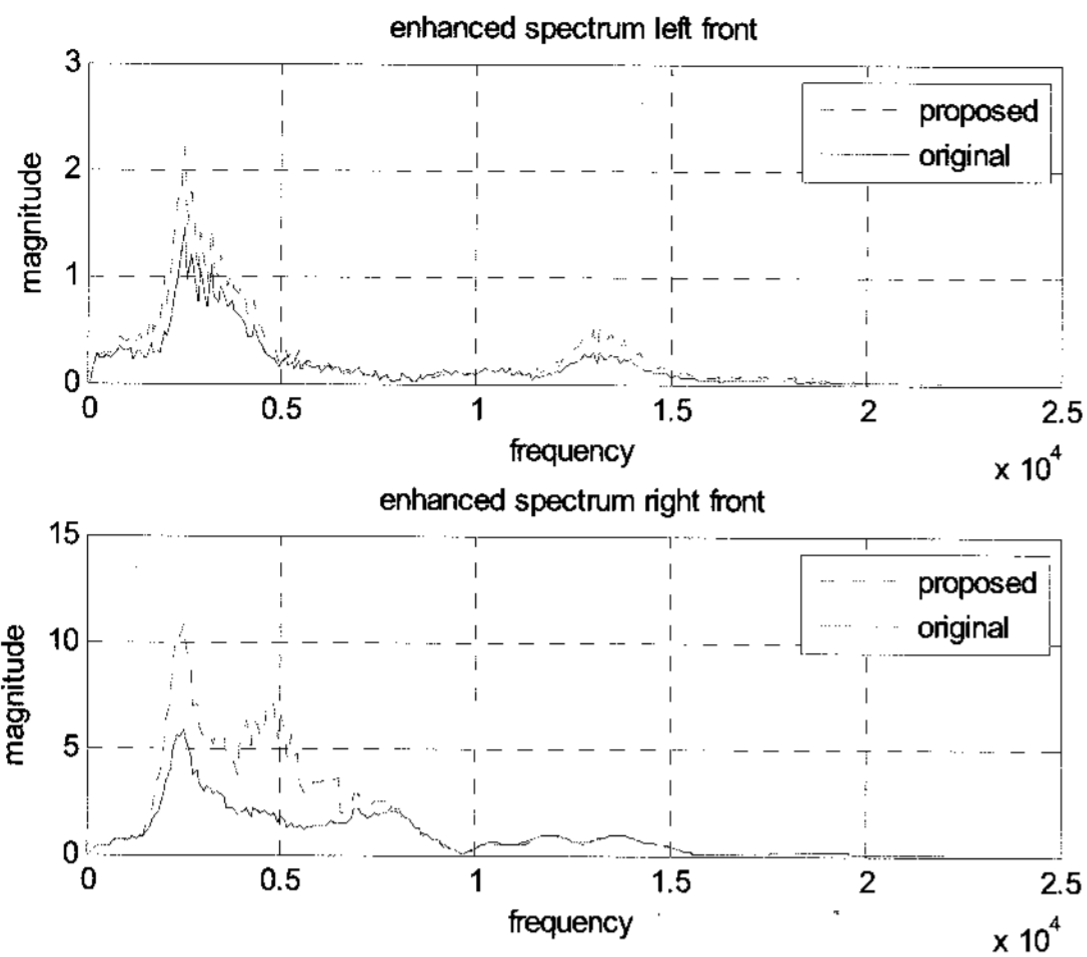 enhanced spectrum left front
3
2
1
0
magnitude
proposed
original
0 0.5 1 1.5 2 2.5
frequency
x 10^4
enhanced spectrum right front
15
10
5
0
magnitude
proposed
original
0 0.5 1 1.5 2 2.5
frequency
x 10^4